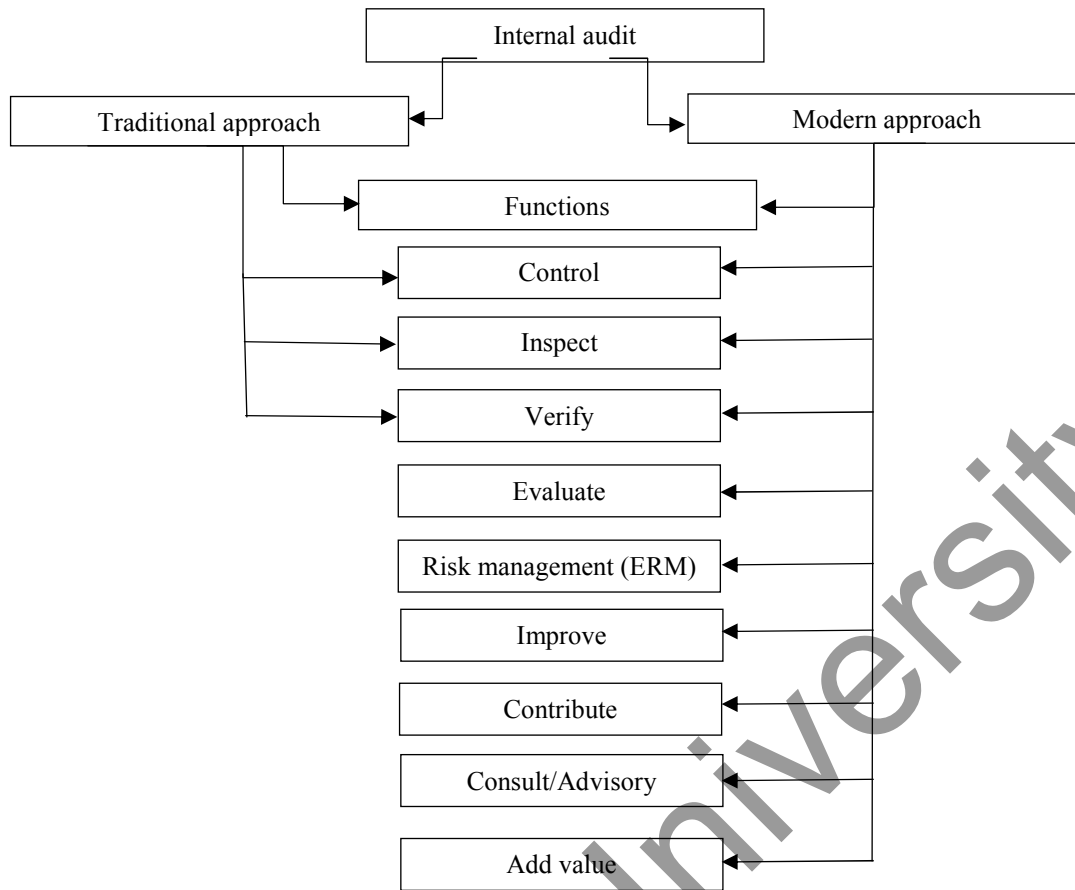 Internal audit
Traditional approach
Modern approach
Functions
Control
Inspect
Verify
Evaluate
Risk management (ERM)
Improve
Contribute
Consult/Advisory
Add value
University